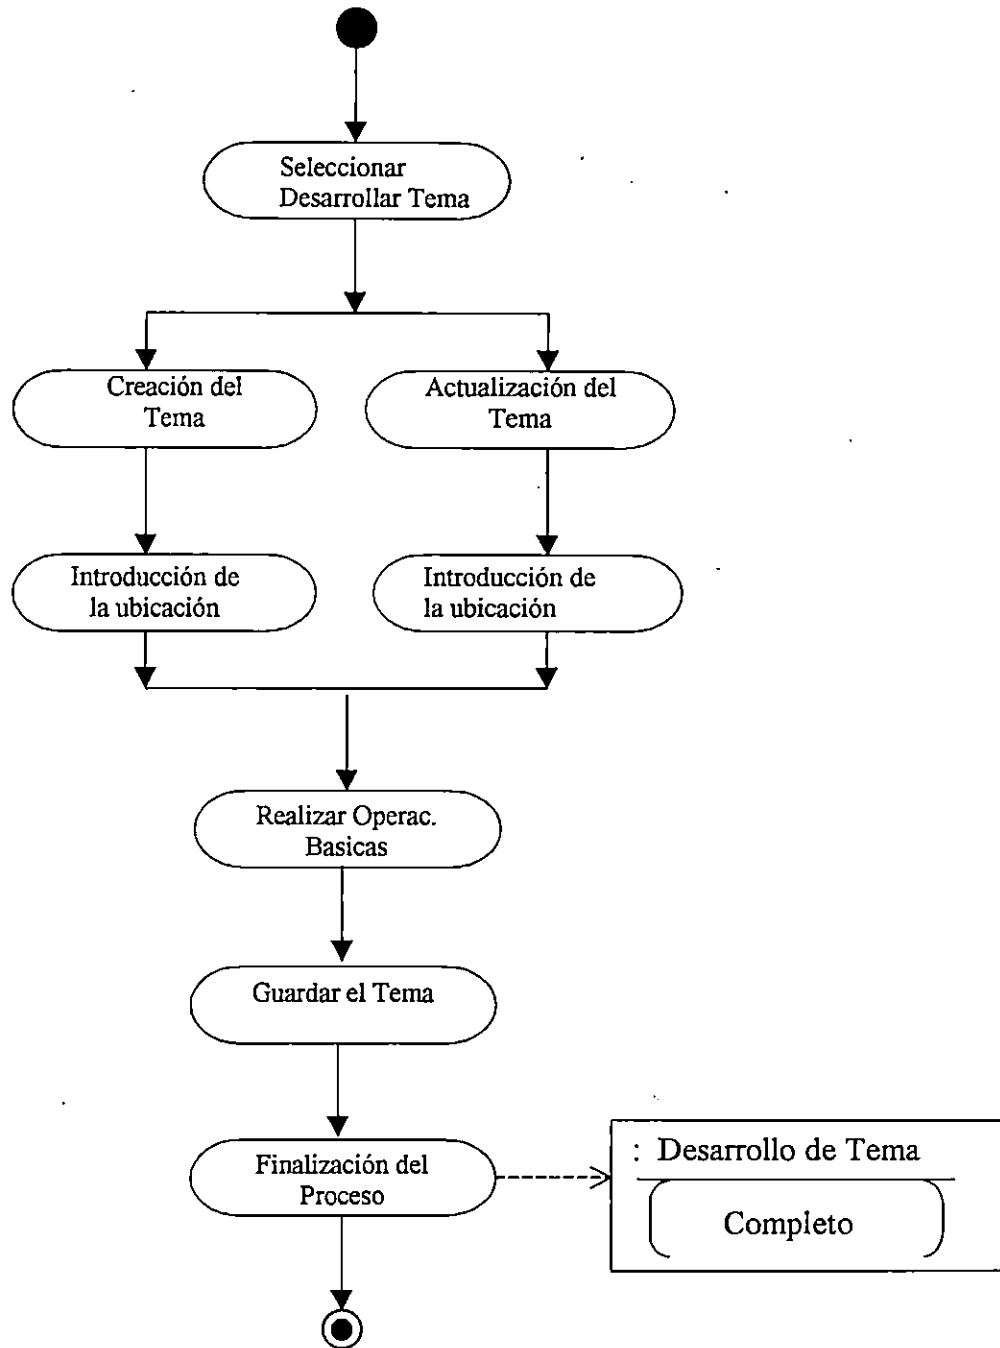 Seleccionar
Desarrollar Tema
Creación del
Tema
Actualización del
Tema
Introducción de
la ubicación
Introducción de
la ubicación
Realizar Operac.
Basicas
Guardar el Tema
Finalización del
Proceso
: Desarrollo de Tema
Completo